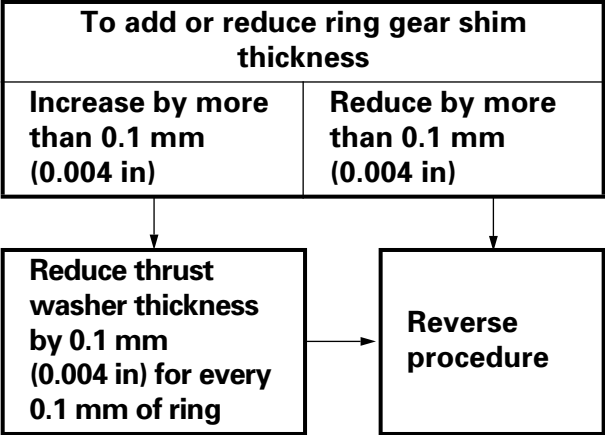 To add or reduce ring gear shim
thickness
Increase by more
than 0.1 mm
(0.004 in)
Reduce by more
than 0.1 mm
(0.004 in)
Reduce thrust
washer thickness
by 0.1 mm
(0.004 in) for every
0.1 mm of ring
Reverse
procedure